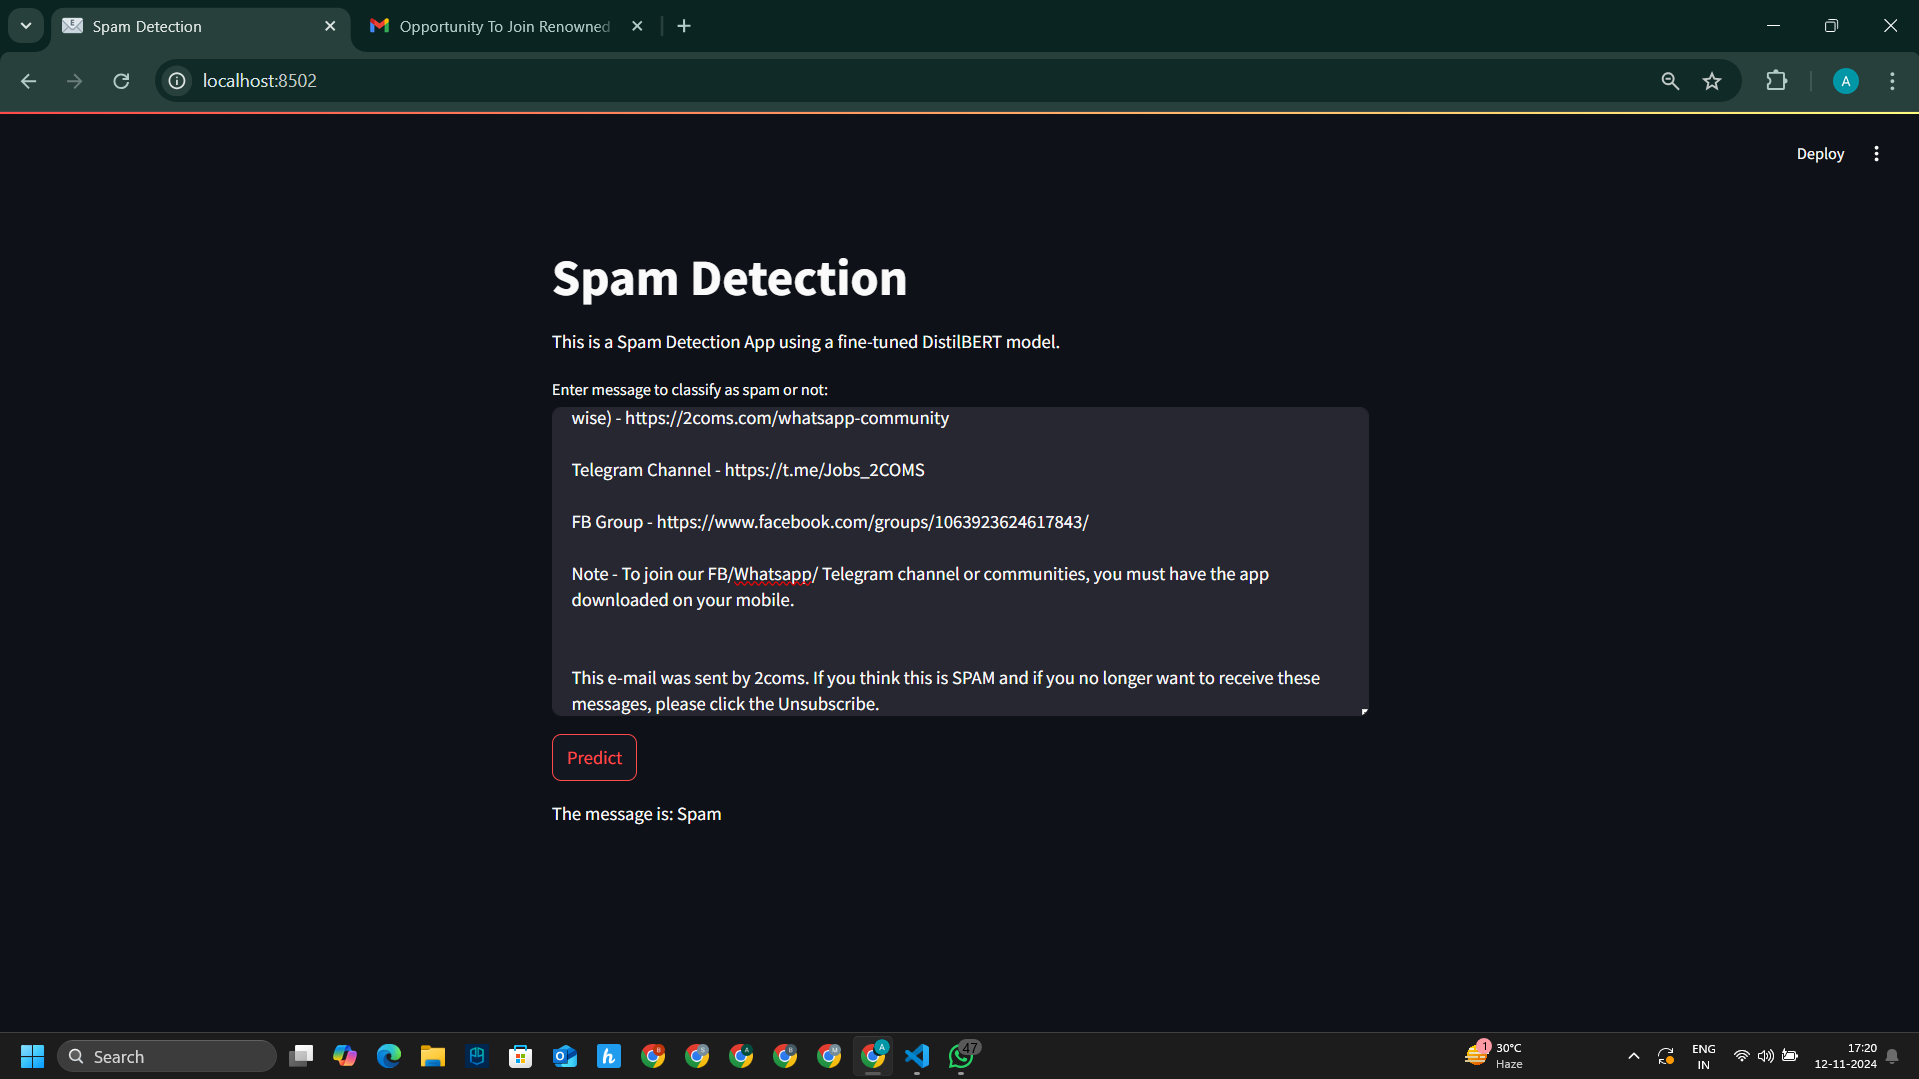 Spam Detection
Opportunity To Join Renowned
localhost:8502
A
Deploy
Spam Detection
This is a Spam Detection App using a fine-tuned DistilBERT model.
Enter message to classify as spam or not:
wise) - https://2coms.com/whatsapp-community
Telegram Channel - https://t.me/Jobs_2COMS
FB Group - https://www.facebook.com/groups/1063923624617843/
Note - To join our FB/Whatsapp/ Telegram channel or communities, you must have the app
downloaded on your mobile.
This e-mail was sent by 2coms. If you think this is SPAM and if you no longer want to receive these
messages, please click the Unsubscribe.
Predict
The message is: Spam
Search
47
1
30°C
Haze
ENG
IN
17:20
12-11-2024